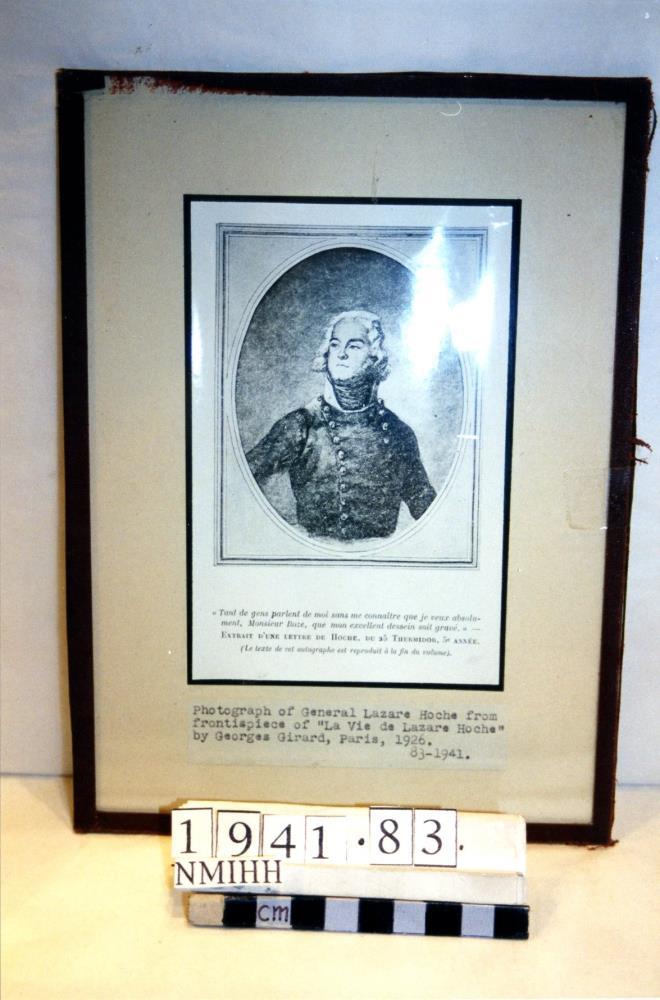 « Tant de gens parlent de moi sans me connaître que je veux absolu-
ment, Monsieur Boze, que mon excellent dessein soit gravé. » —
EXTRAIT D'UNE LETTRE DE HOCHE, DU 25 THERMIDOR, 5e ANNÉE.
(Le texte de cet autographe est reproduit à la fin du volume).
Photograph of General Lazare Hoche from
frontispiece of "La Vie de Lazare Hoche"
by Georges Girard, Paris, 1926.
83-1941.
1941.83.
NMIHH
cm